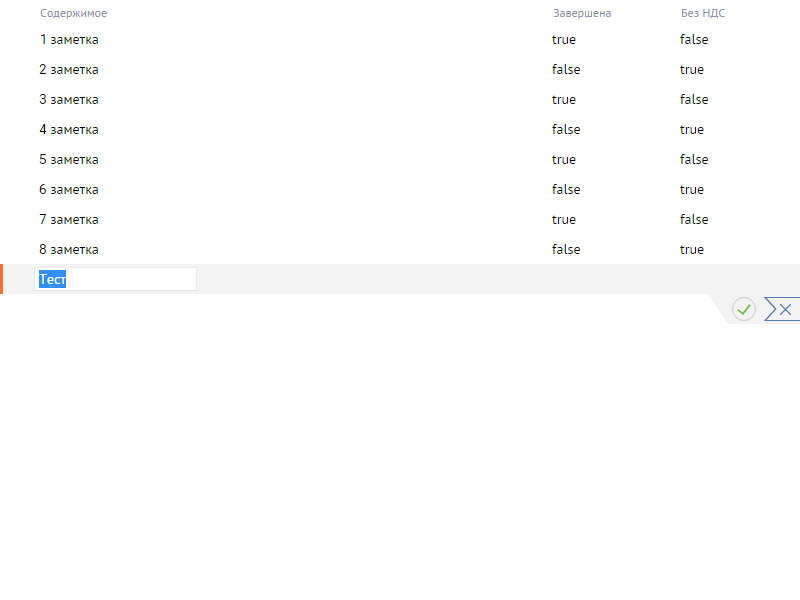 Содержимое Завершена Без НДС
1 заметка true false
2 заметка false true
3 заметка true false
4 заметка false true
5 заметка true false
6 заметка false true
7 заметка true false
8 заметка false true
Тест